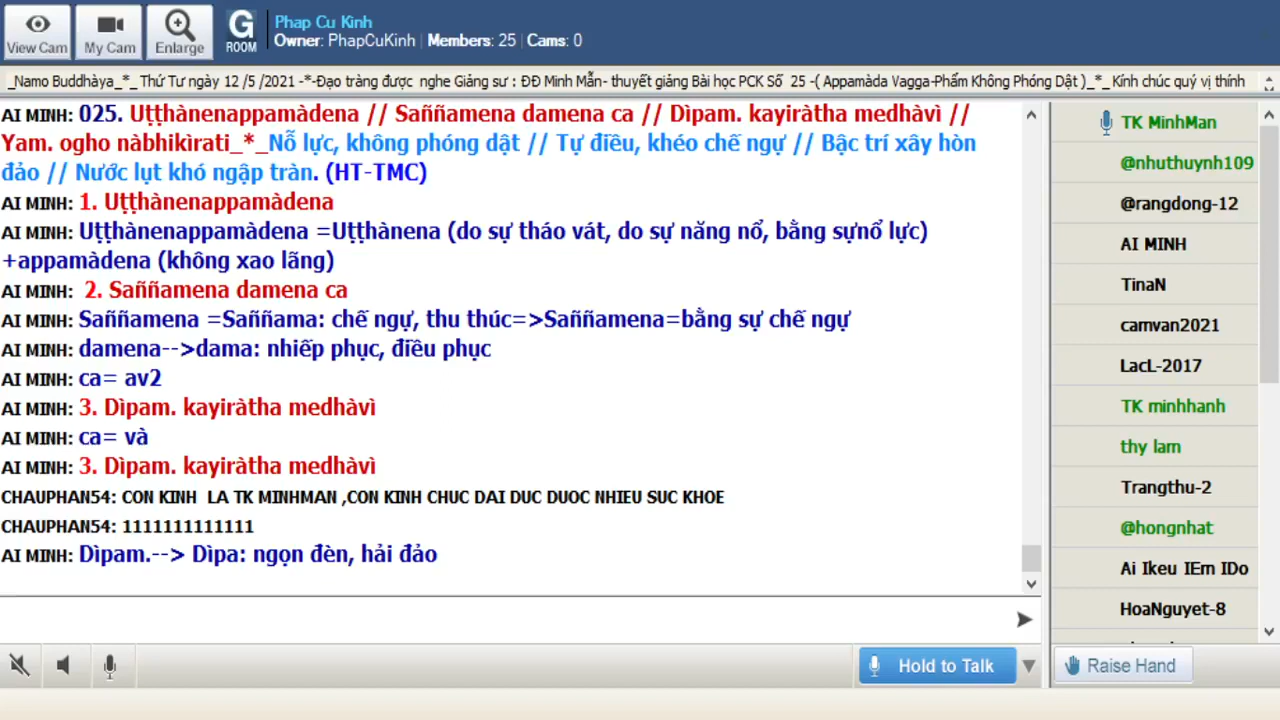 View Cam
My Cam
Enlarge
G
ROOM
Phap Cu Kinh
Owner: PhapCuKinh | Members: 25 | Cams: 0
_Namo Buddhàya_*_ Thứ Tư ngày 12 /5 /2021 -*-Đạo tràng được nghe Giảng sư : ĐĐ Minh Mẫn- thuyết giảng Bài học PCK Số 25 -( Appamàda Vagga-Phẩm Không Phóng Dật )_*_ Kính chúc quý vị thính
AI MINH: 025. Uṭṭhànenappamàdena // Saññamena damena ca // Dìpam. kayiràtha medhàvì //
Yam. ogho nàbhikìrati_*_Nỗ lực, không phóng dật // Tự điều, khéo chế ngự // Bậc trí xây hòn
đảo // Nước lụt khó ngập tràn. (HT-TMC)
AI MINH: 1. Uṭṭhànenappamàdena
AI MINH: Uṭṭhànenappamàdena =Uṭṭhànena (do sự tháo vát, do sự năng nổ, bằng sựnổ lực)
+appamàdena (không xao lãng)
AI MINH: 2. Saññamena damena ca
AI MINH: Saññamena =Saññama: chế ngự, thu thúc=>Saññamena=bằng sự chế ngự
AI MINH: damena-->dama: nhiếp phục, điều phục
AI MINH: ca= av2
AI MINH: 3. Dìpam. kayiràtha medhàvì
AI MINH: ca= và
AI MINH: 3. Dìpam. kayiràtha medhàvì
CHAUPHAN54: CON KINH LA TK MINHMAN ,CON KINH CHUC DAI DUC DUOC NHIEU SUC KHOE
CHAUPHAN54: 1111111111111
AI MINH: Dìpam.--> Dìpa: ngọn đèn, hải đảo
TK MinhMan
@nhuthuynh109
@rangdong-12
AI MINH
TinaN
camvan2021
LacL-2017
TK minhhanh
thy lam
Trangthu-2
@hongnhat
Ai Ikeu IEm IDo
HoaNguyet-8
Hold to Talk
Raise Hand